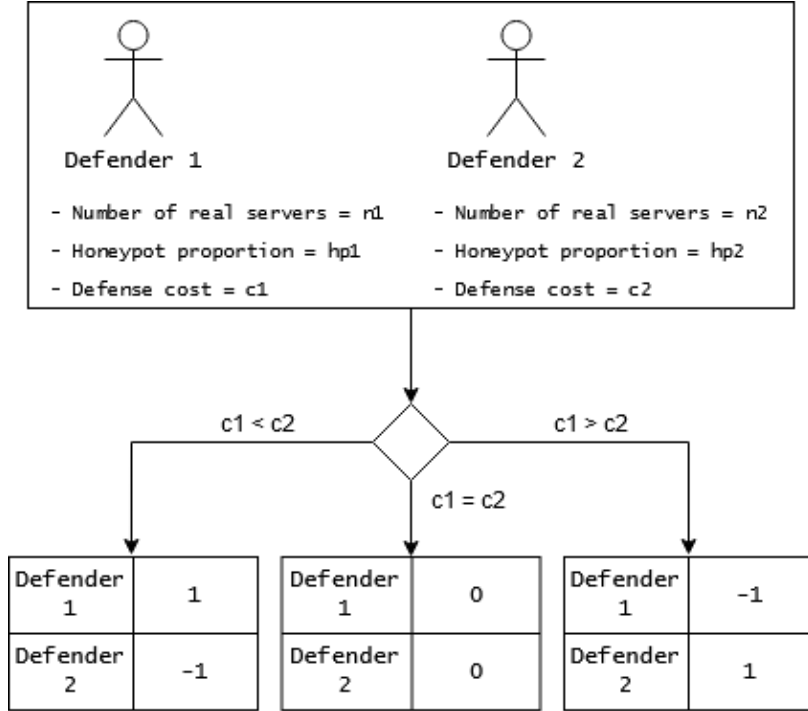 Defender 1
- Number of real servers = n1
- Honeypot proportion = hp1
- Defense cost = c1
Defender 2
- Number of real servers = n2
- Honeypot proportion = hp2
- Defense cost = c2
c1 < c2
c1 = c2
c1 > c2
Defender
1
1
Defender
2
-1
Defender
1
0
Defender
2
0
Defender
1
-1
Defender
2
1